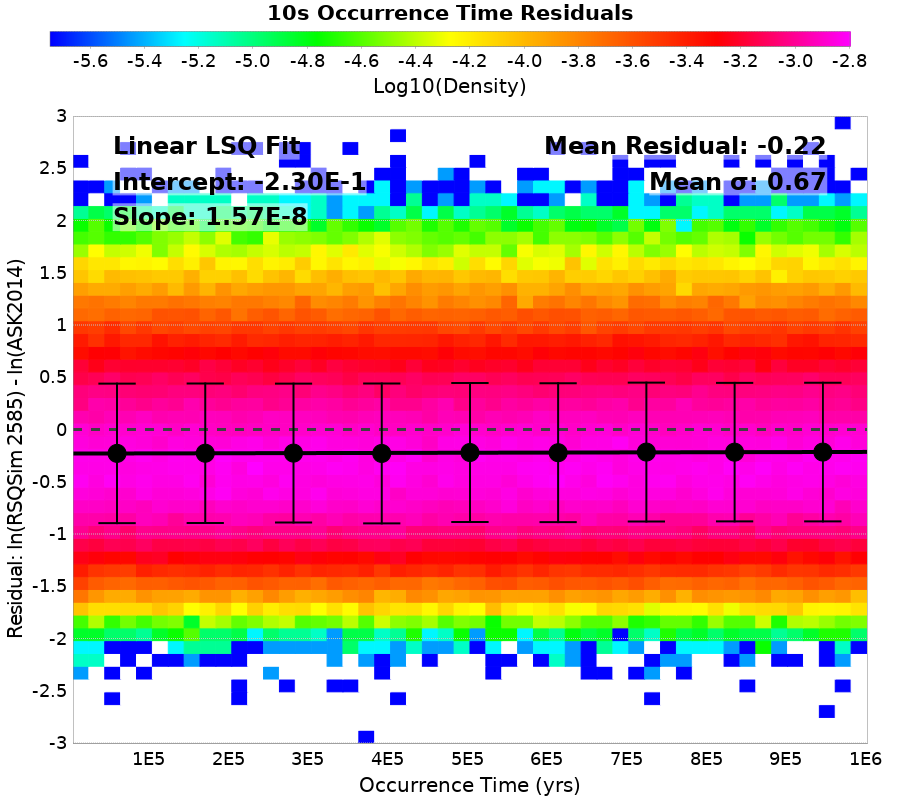 10s Occurrence Time Residuals
-5.6 -5.4 -5.2 -5.0 -4.8 -4.6 -4.4 -4.2 -4.0 -3.8 -3.6 -3.4 -3.2 -3.0 -2.8
Log10(Density)
Linear LSQ Fit
Intercept: -2.30E-1
Slope: 1.57E-8
Mean Residual: -0.22
Mean σ: 0.67
Residual: ln(RSQSim 2585) - ln(ASK2014)
3
2.5
2
1.5
1
0.5
0
-0.5
-1
-1.5
-2
-2.5
-3
1E5 2E5 3E5 4E5 5E5 6E5 7E5 8E5 9E5 1E6
Occurrence Time (yrs)